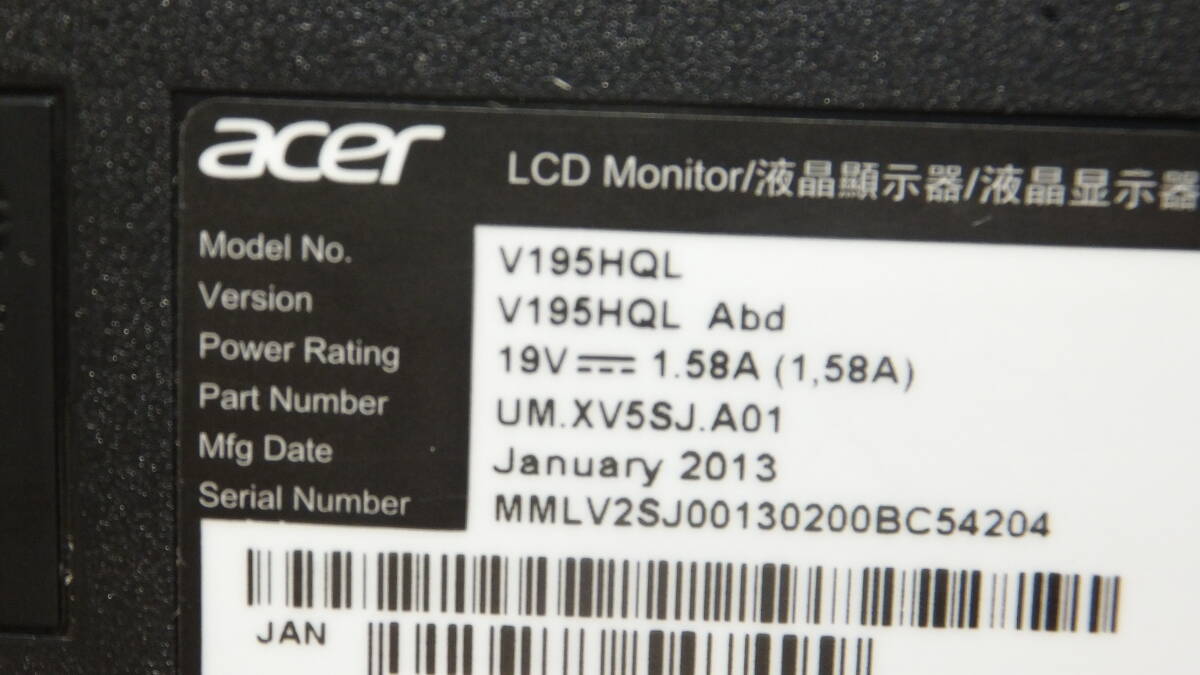 acer
LCD Monitor/液晶顯示器/液晶显示器
Model No. V195HQL
Version V195HQL Abd
Power Rating 19V⎓1.58A (1,58A)
Part Number UM.XV5SJ.A01
Mfg Date January 2013
Serial Number MMLV2SJ00130200BC54204
JAN